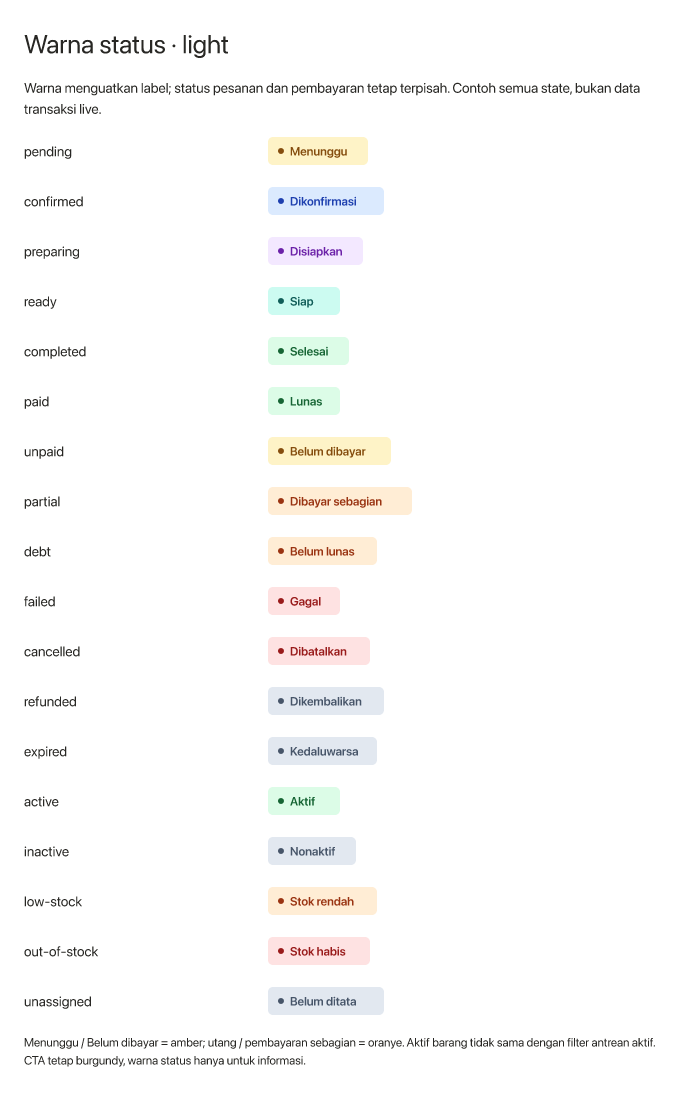 Warna status · light
Warna menguatkan label; status pesanan dan pembayaran tetap terpisah. Contoh semua state, bukan data
transaksi live.
pending Menunggu
confirmed Dikonfirmasi
preparing Disiapkan
ready Siap
completed Selesai
paid Lunas
unpaid Belum dibayar
partial Dibayar sebagian
debt Belum lunas
failed Gagal
cancelled Dibatalkan
refunded Dikembalikan
expired Kedaluwarsa
active Aktif
inactive Nonaktif
low-stock Stok rendah
out-of-stock Stok habis
unassigned Belum ditata
Menunggu / Belum dibayar = amber; utang / pembayaran sebagian = oranye. Aktif barang tidak sama dengan filter antrean aktif.
CTA tetap burgundy, warna status hanya untuk informasi.